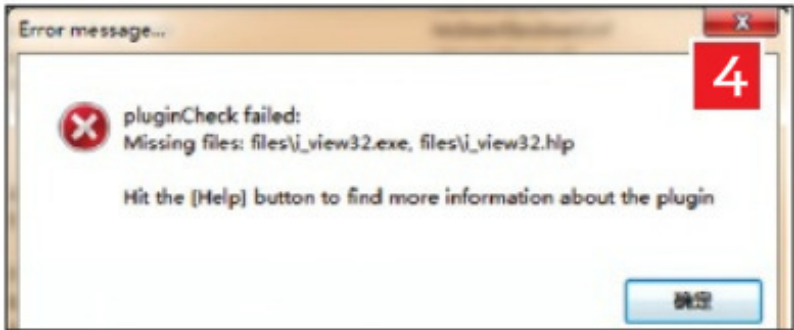 Error message...
4
pluginCheck failed:
Missing files: files\i_view32.exe, files\i_view32.hlp
Hit the [Help] button to find more information about the plugin
确定